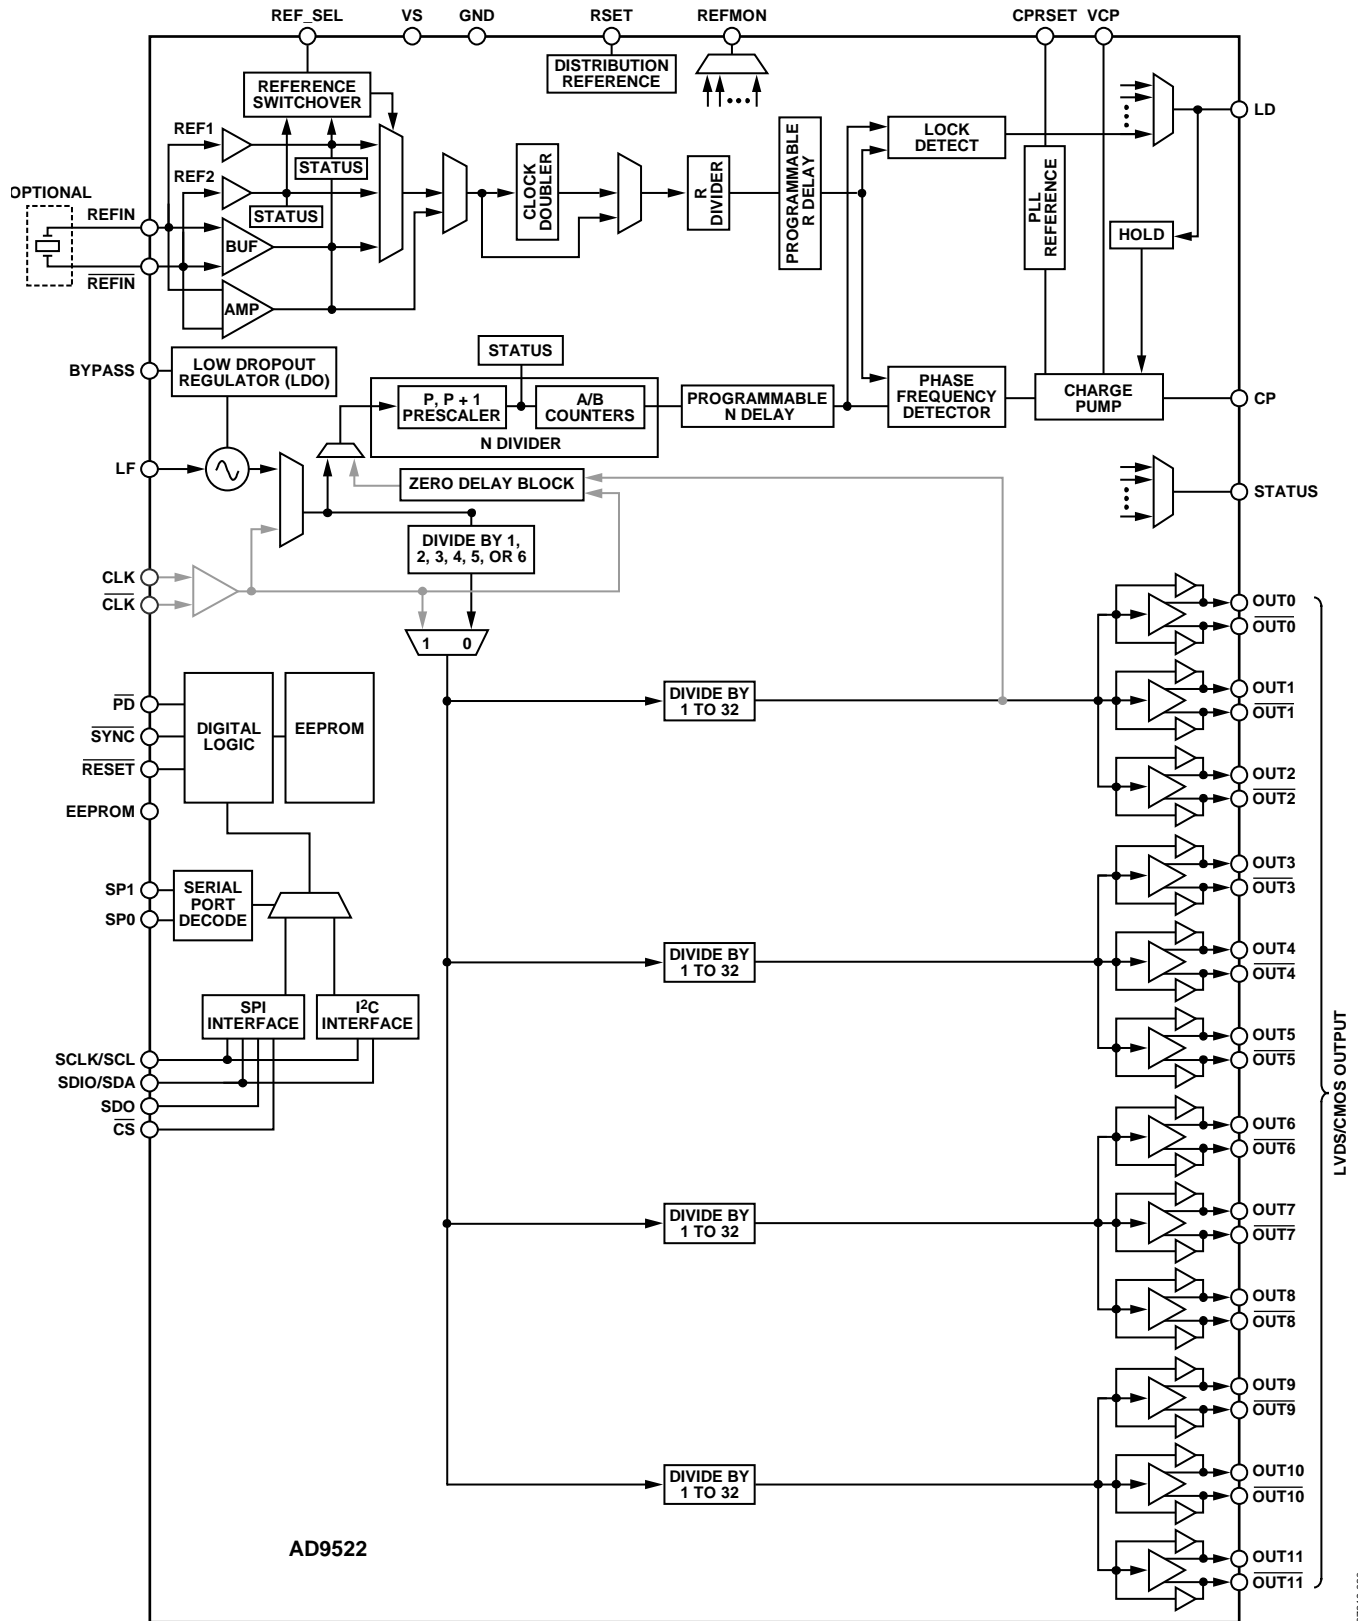 REF_SEL VS GND RSET REFMON CPRSET VCP
DISTRIBUTION
REFERENCE
REFERENCE
SWITCHOVER
LD
REF1
STATUS
REF2
STATUS
OPTIONAL
REFIN
REFIN
BUF
AMP
CLOCK
DOUBLER
R
DIVIDER
PROGRAMMABLE
R DELAY
LOCK
DETECT
PLL
REFERENCE
HOLD
BYPASS
LOW DROPOUT
REGULATOR (LDO)
STATUS
P, P + 1
PRESCALER
A/B
COUNTERS
N DIVIDER
PROGRAMMABLE
N DELAY
PHASE
FREQUENCY
DETECTOR
CHARGE
PUMP
CP
LF
ZERO DELAY BLOCK
STATUS
DIVIDE BY 1,
2, 3, 4, 5, OR 6
CLK
CLK
1 0
OUT0
OUT0
DIVIDE BY
1 TO 32
OUT1
OUT1
OUT2
OUT2
PD
SYNC
RESET
DIGITAL
LOGIC
EEPROM
EEPROM
SP1
SP0
SERIAL
PORT
DECODE
OUT3
OUT3
DIVIDE BY
1 TO 32
OUT4
OUT4
OUT5
OUT5
SPI
INTERFACE
I²C
INTERFACE
SCLK/SCL
SDIO/SDA
SDO
CS
LVDS/CMOS OUTPUT
OUT6
OUT6
DIVIDE BY
1 TO 32
OUT7
OUT7
OUT8
OUT8
OUT9
OUT9
DIVIDE BY
1 TO 32
OUT10
OUT10
AD9522
OUT11
OUT11